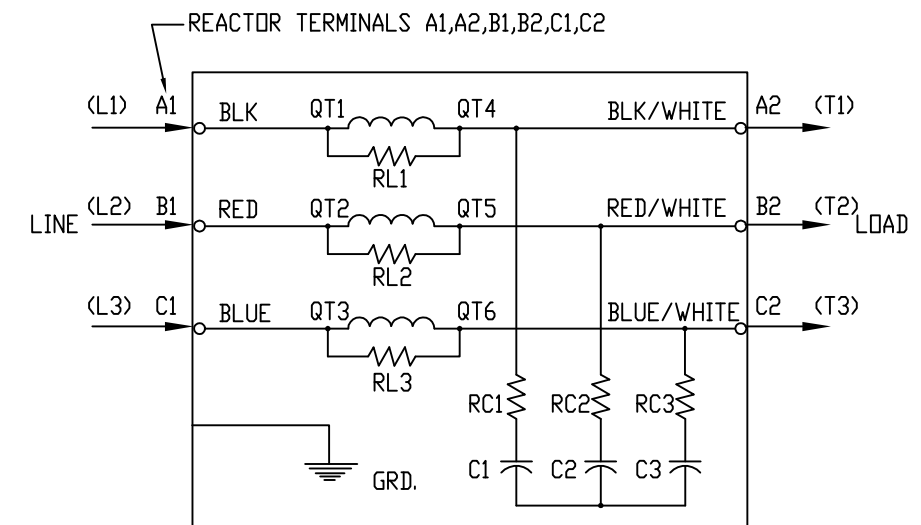 REACTOR TERMINALS A1,A2,B1,B2,C1,C2
(L1) A1 BLK QT1 QT4 BLK/WHITE A2 (T1)
RL1
LINE (L2) B1 RED QT2 QT5 RED/WHITE B2 (T2) LOAD
RL2
(L3) C1 BLUE QT3 QT6 BLUE/WHITE C2 (T3)
RL3
RC1 RC2 RC3
C1 C2 C3
GRD.